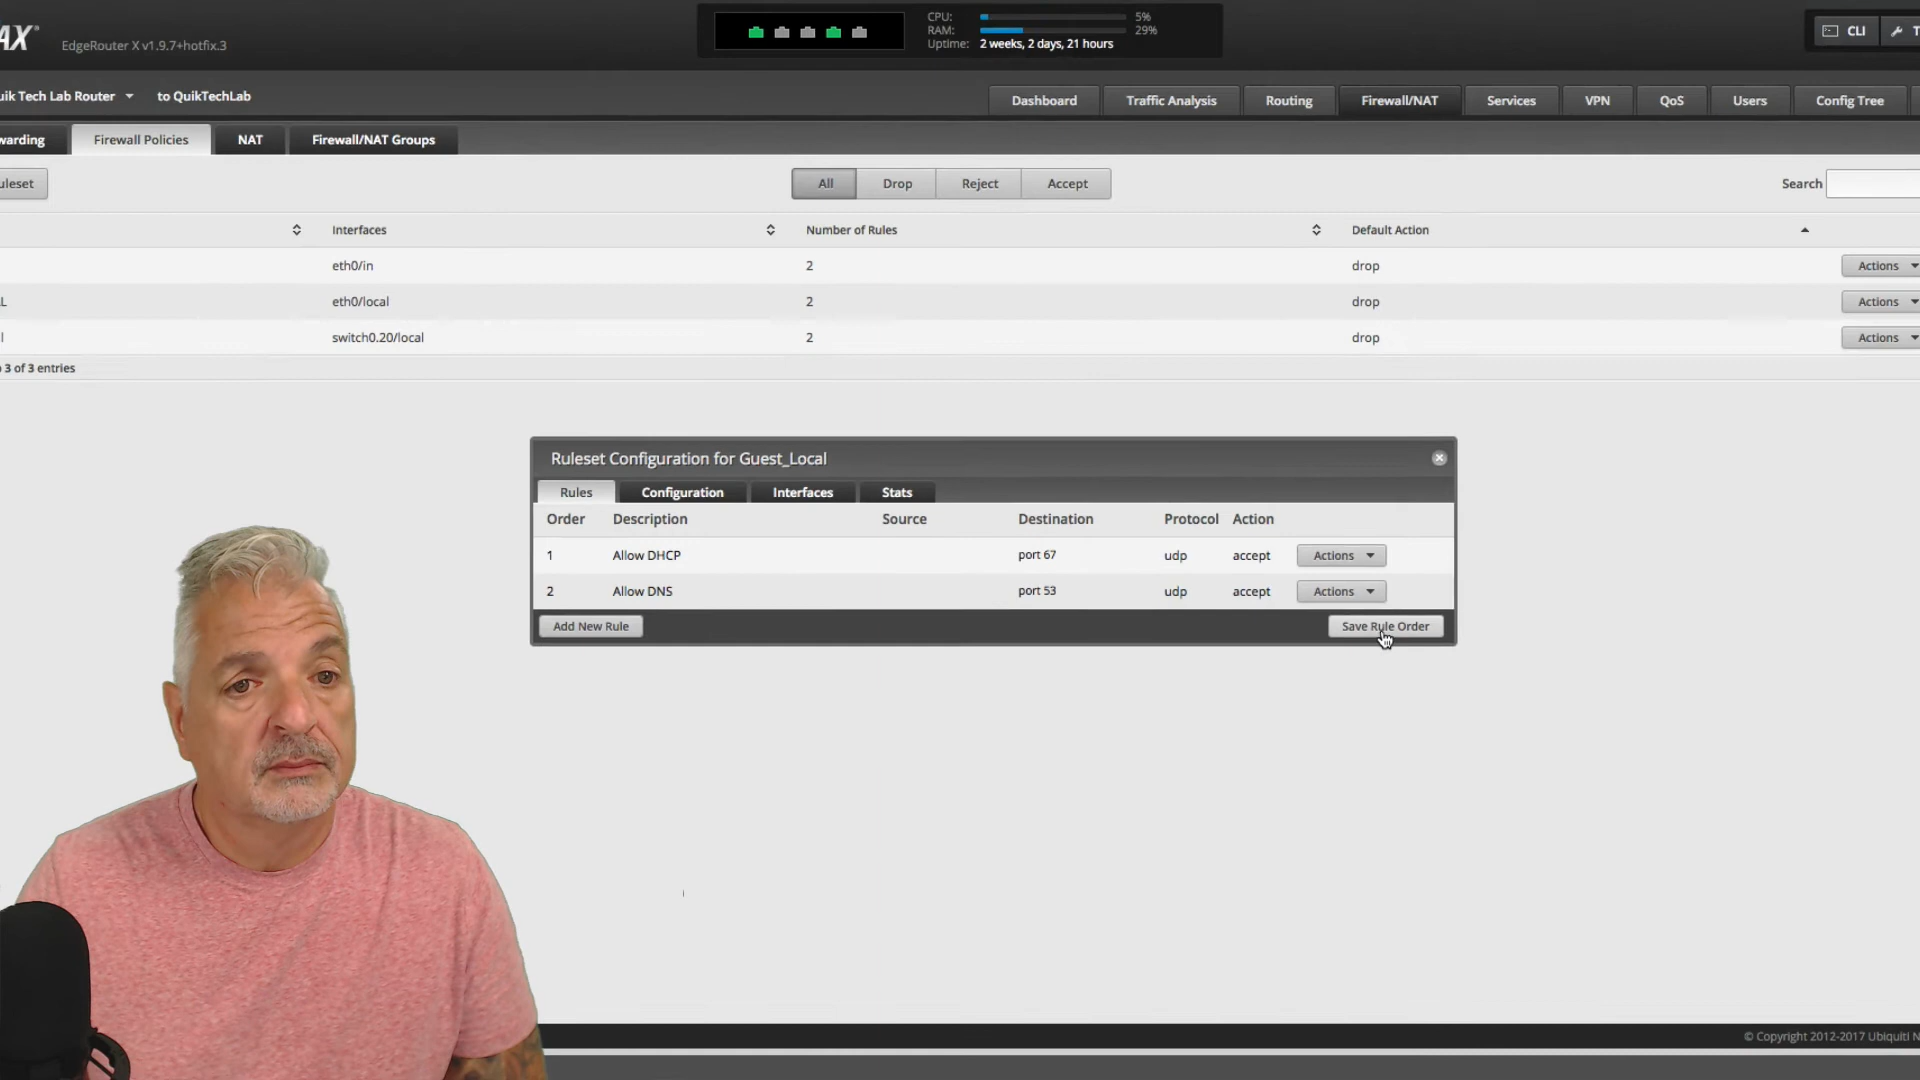 AX®
EdgeRouter X v1.9.7+hotfix.3
CPU: 5%
RAM: 29%
Uptime: 2 weeks, 2 days, 21 hours
CLI
T
uik Tech Lab Router to QuikTechLab
Dashboard Traffic Analysis Routing Firewall/NAT Services VPN QoS Users Config Tree
warding Firewall Policies NAT Firewall/NAT Groups
uleset All Drop Reject Accept Search
Interfaces Number of Rules Default Action
eth0/in 2 drop Actions
L eth0/local 2 drop Actions
l switch0.20/local 2 drop Actions
3 of 3 entries
Ruleset Configuration for Guest_Local
Rules Configuration Interfaces Stats
Order Description Source Destination Protocol Action
1 Allow DHCP port 67 udp accept Actions
2 Allow DNS port 53 udp accept Actions
Add New Rule Save Rule Order
© Copyright 2012-2017 Ubiquiti N